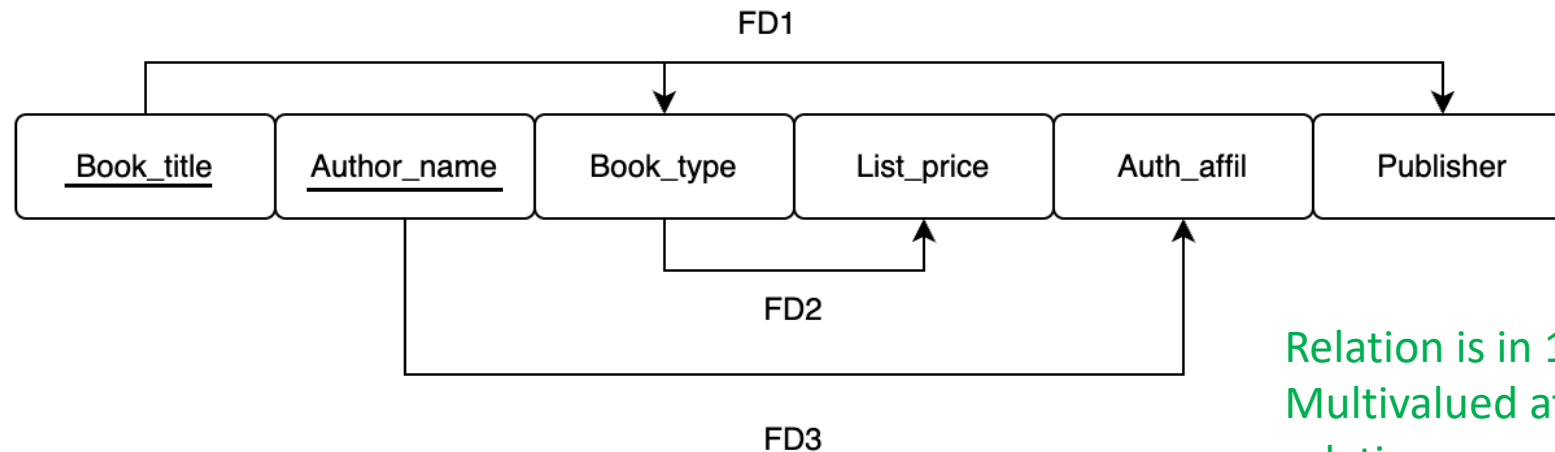 FD1
Book_title Author_name Book_type List_price Auth_affil Publisher
FD2
Relation is in
Multivalued
FD3